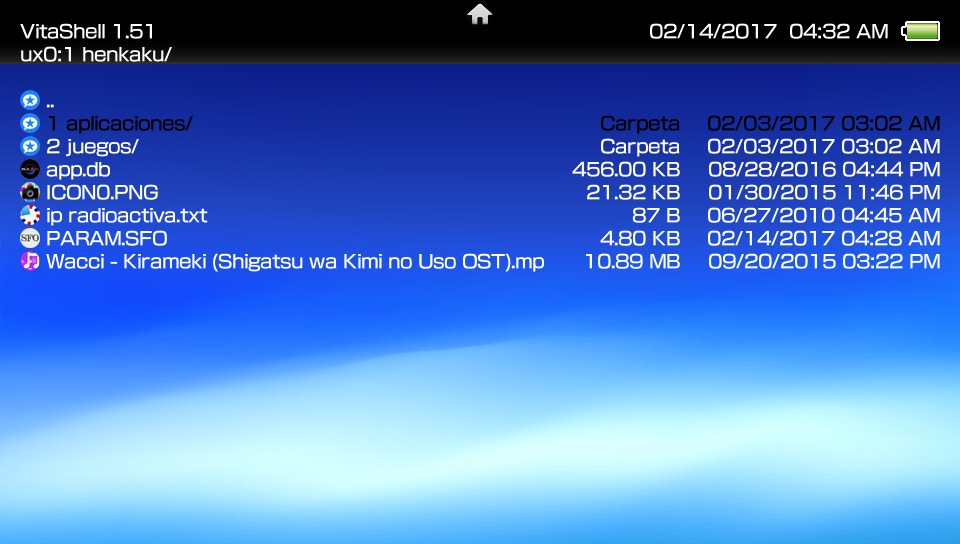 VitaShell 1.51 02/14/2017 04:32 AM
ux0:1 henkaku/
..
1 aplicaciones/ Carpeta 02/03/2017 03:02 AM
2 juegos/ Carpeta 02/03/2017 03:02 AM
app.db 456.00 KB 08/28/2016 04:44 PM
ICON0.PNG 21.32 KB 01/30/2015 11:46 PM
ip radioactiva.txt 87 B 06/27/2010 04:45 AM
SFO PARAM.SFO 4.80 KB 02/14/2017 04:28 AM
Wacci - Kirameki (Shigatsu wa Kimi no Uso OST).mp 10.89 MB 09/20/2015 03:22 PM